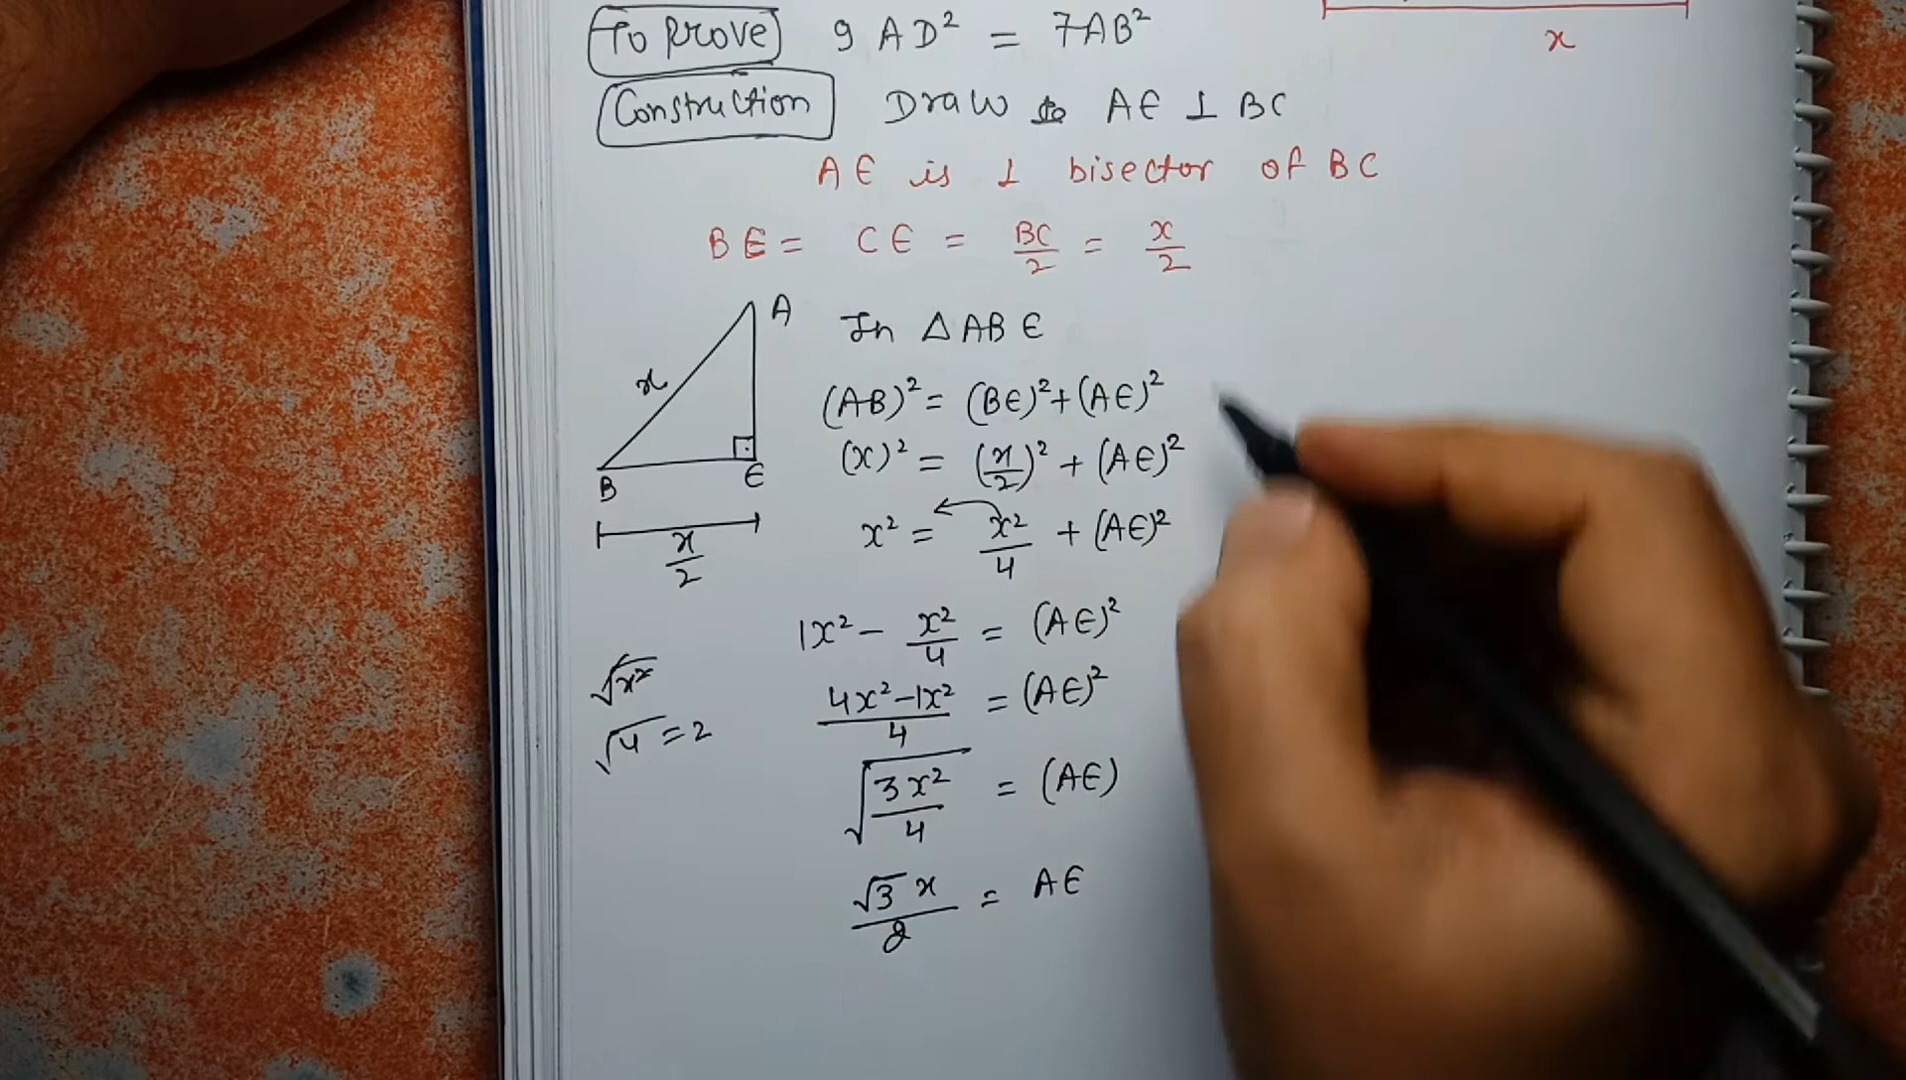 To prove 9 AD² = 7AB²
x
Construction Draw AE ⊥ BC
AE is ⊥ bisector of BC
BE = CE = BC/2 = x/2
A
x
B E
x/2
In △ABE
(AB)² = (BE)² + (AE)²
(x)² = (x/2)² + (AE)²
x² = x²/4 + (AE)²
1x² - x²/4 = (AE)²
4x² - 1x²/4 = (AE)²
√3x²/4 = (AE)
√3 x/2 = AE
√x²
√4 = 2